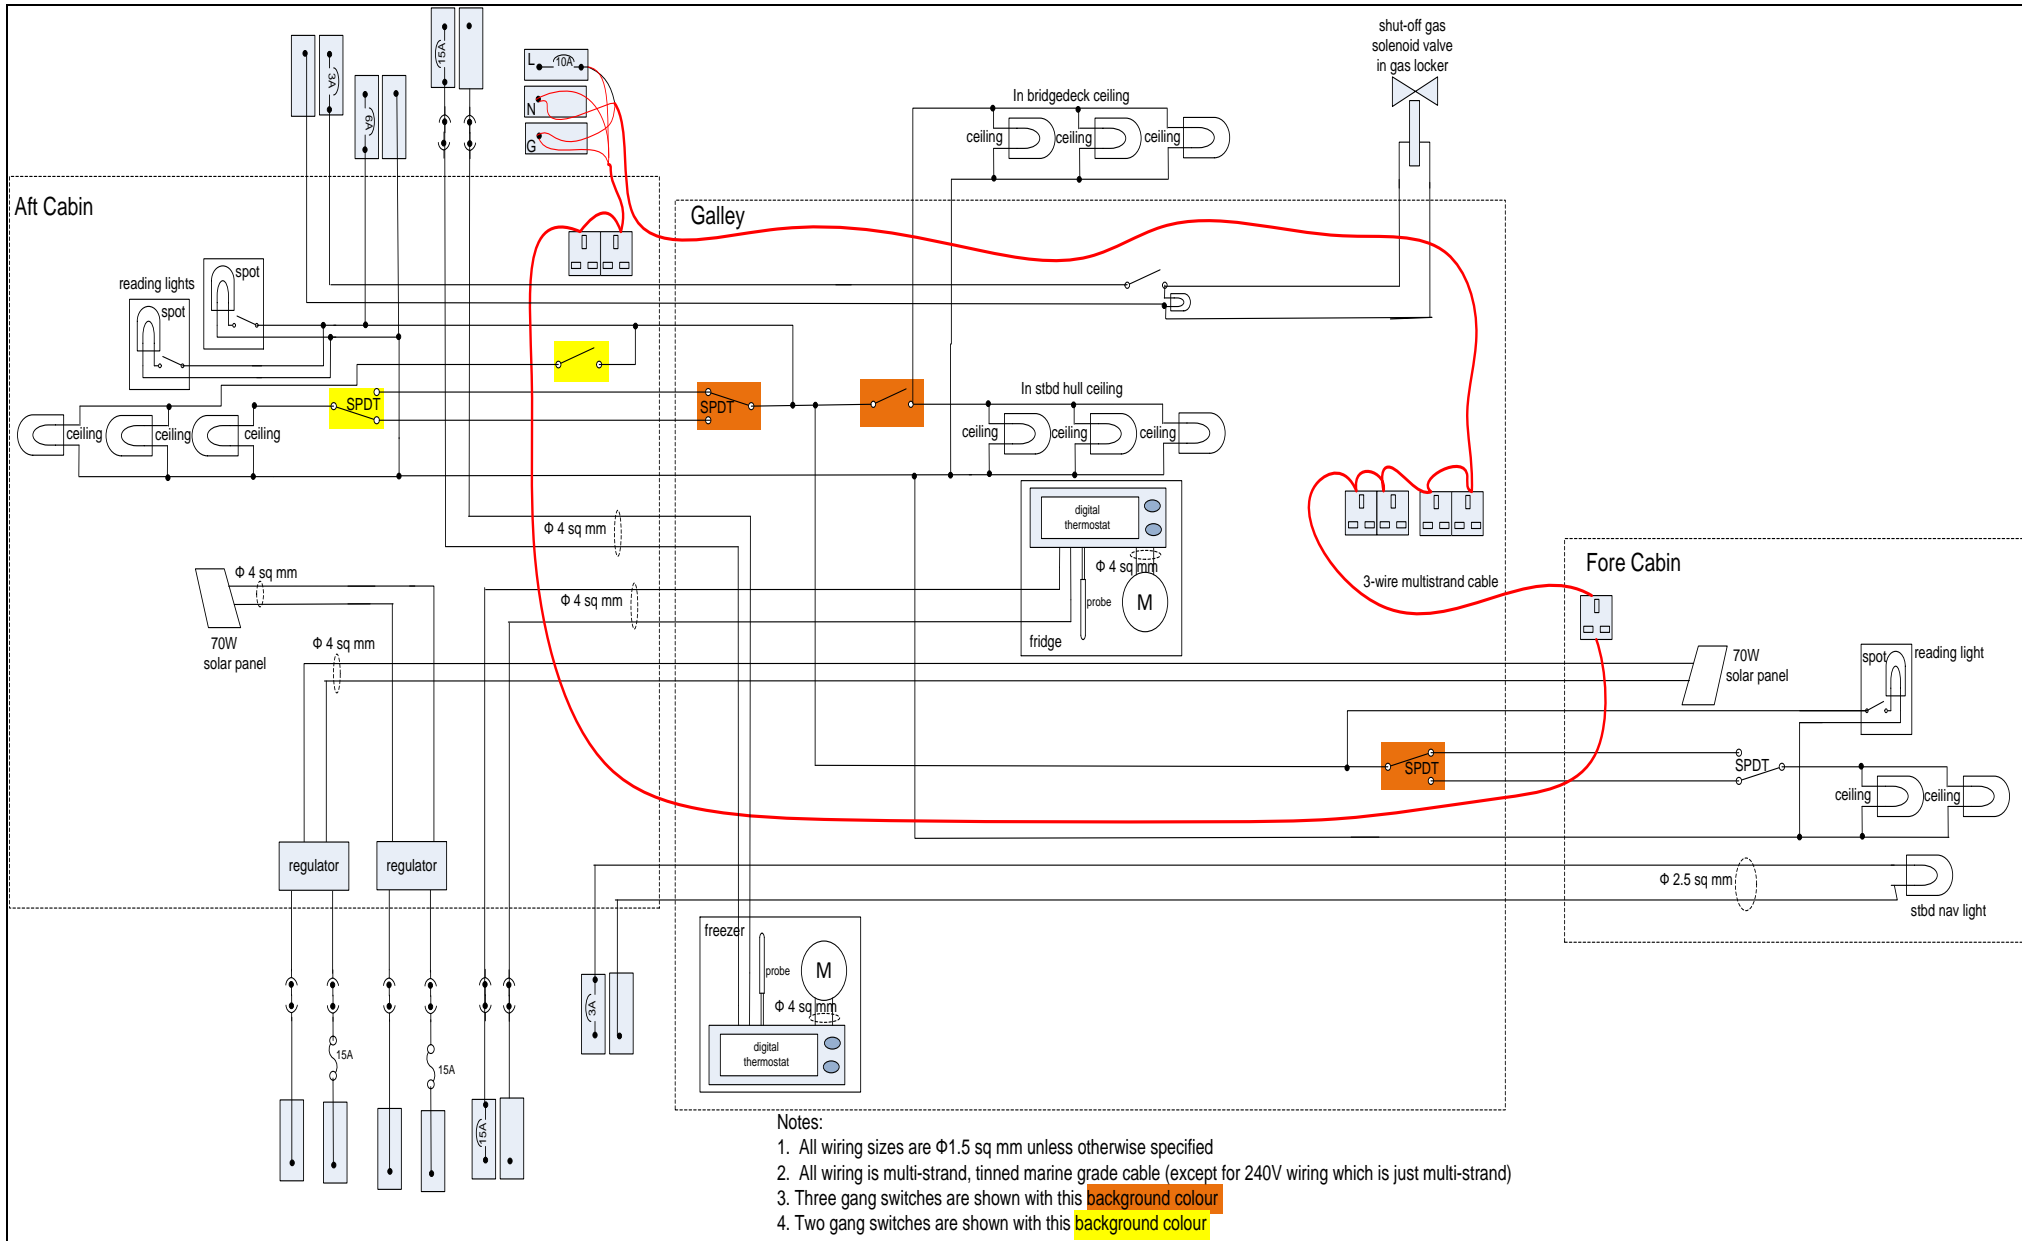 shut-off gas
solenoid valve
in gas locker
15A
3A
6A
L
10A
N
G
In bridgedeck ceiling
ceiling
ceiling
ceiling
Aft Cabin
Galley
reading lights
spot
spot
SPDT
SPDT
In stbd hull ceiling
ceiling
ceiling
ceiling
ceiling
ceiling
ceiling
digital
thermostat
Φ 4 sq mm
Φ 4 sq mm
probe
M
fridge
Φ 4 sq mm
3-wire multistrand cable
Fore Cabin
Φ 4 sq mm
70W
solar panel
Φ 4 sq mm
70W
solar panel
spot
reading light
SPDT
SPDT
ceiling
ceiling
regulator
regulator
Φ 2.5 sq mm
stbd nav light
freezer
probe
M
Φ 4 sq mm
digital
thermostat
3A
15A
15A
15A
Notes:
1. All wiring sizes are Φ1.5 sq mm unless otherwise specified
2. All wiring is multi-strand, tinned marine grade cable (except for 240V wiring which is just multi-strand)
3. Three gang switches are shown with this background colour
4. Two gang switches are shown with this background colour